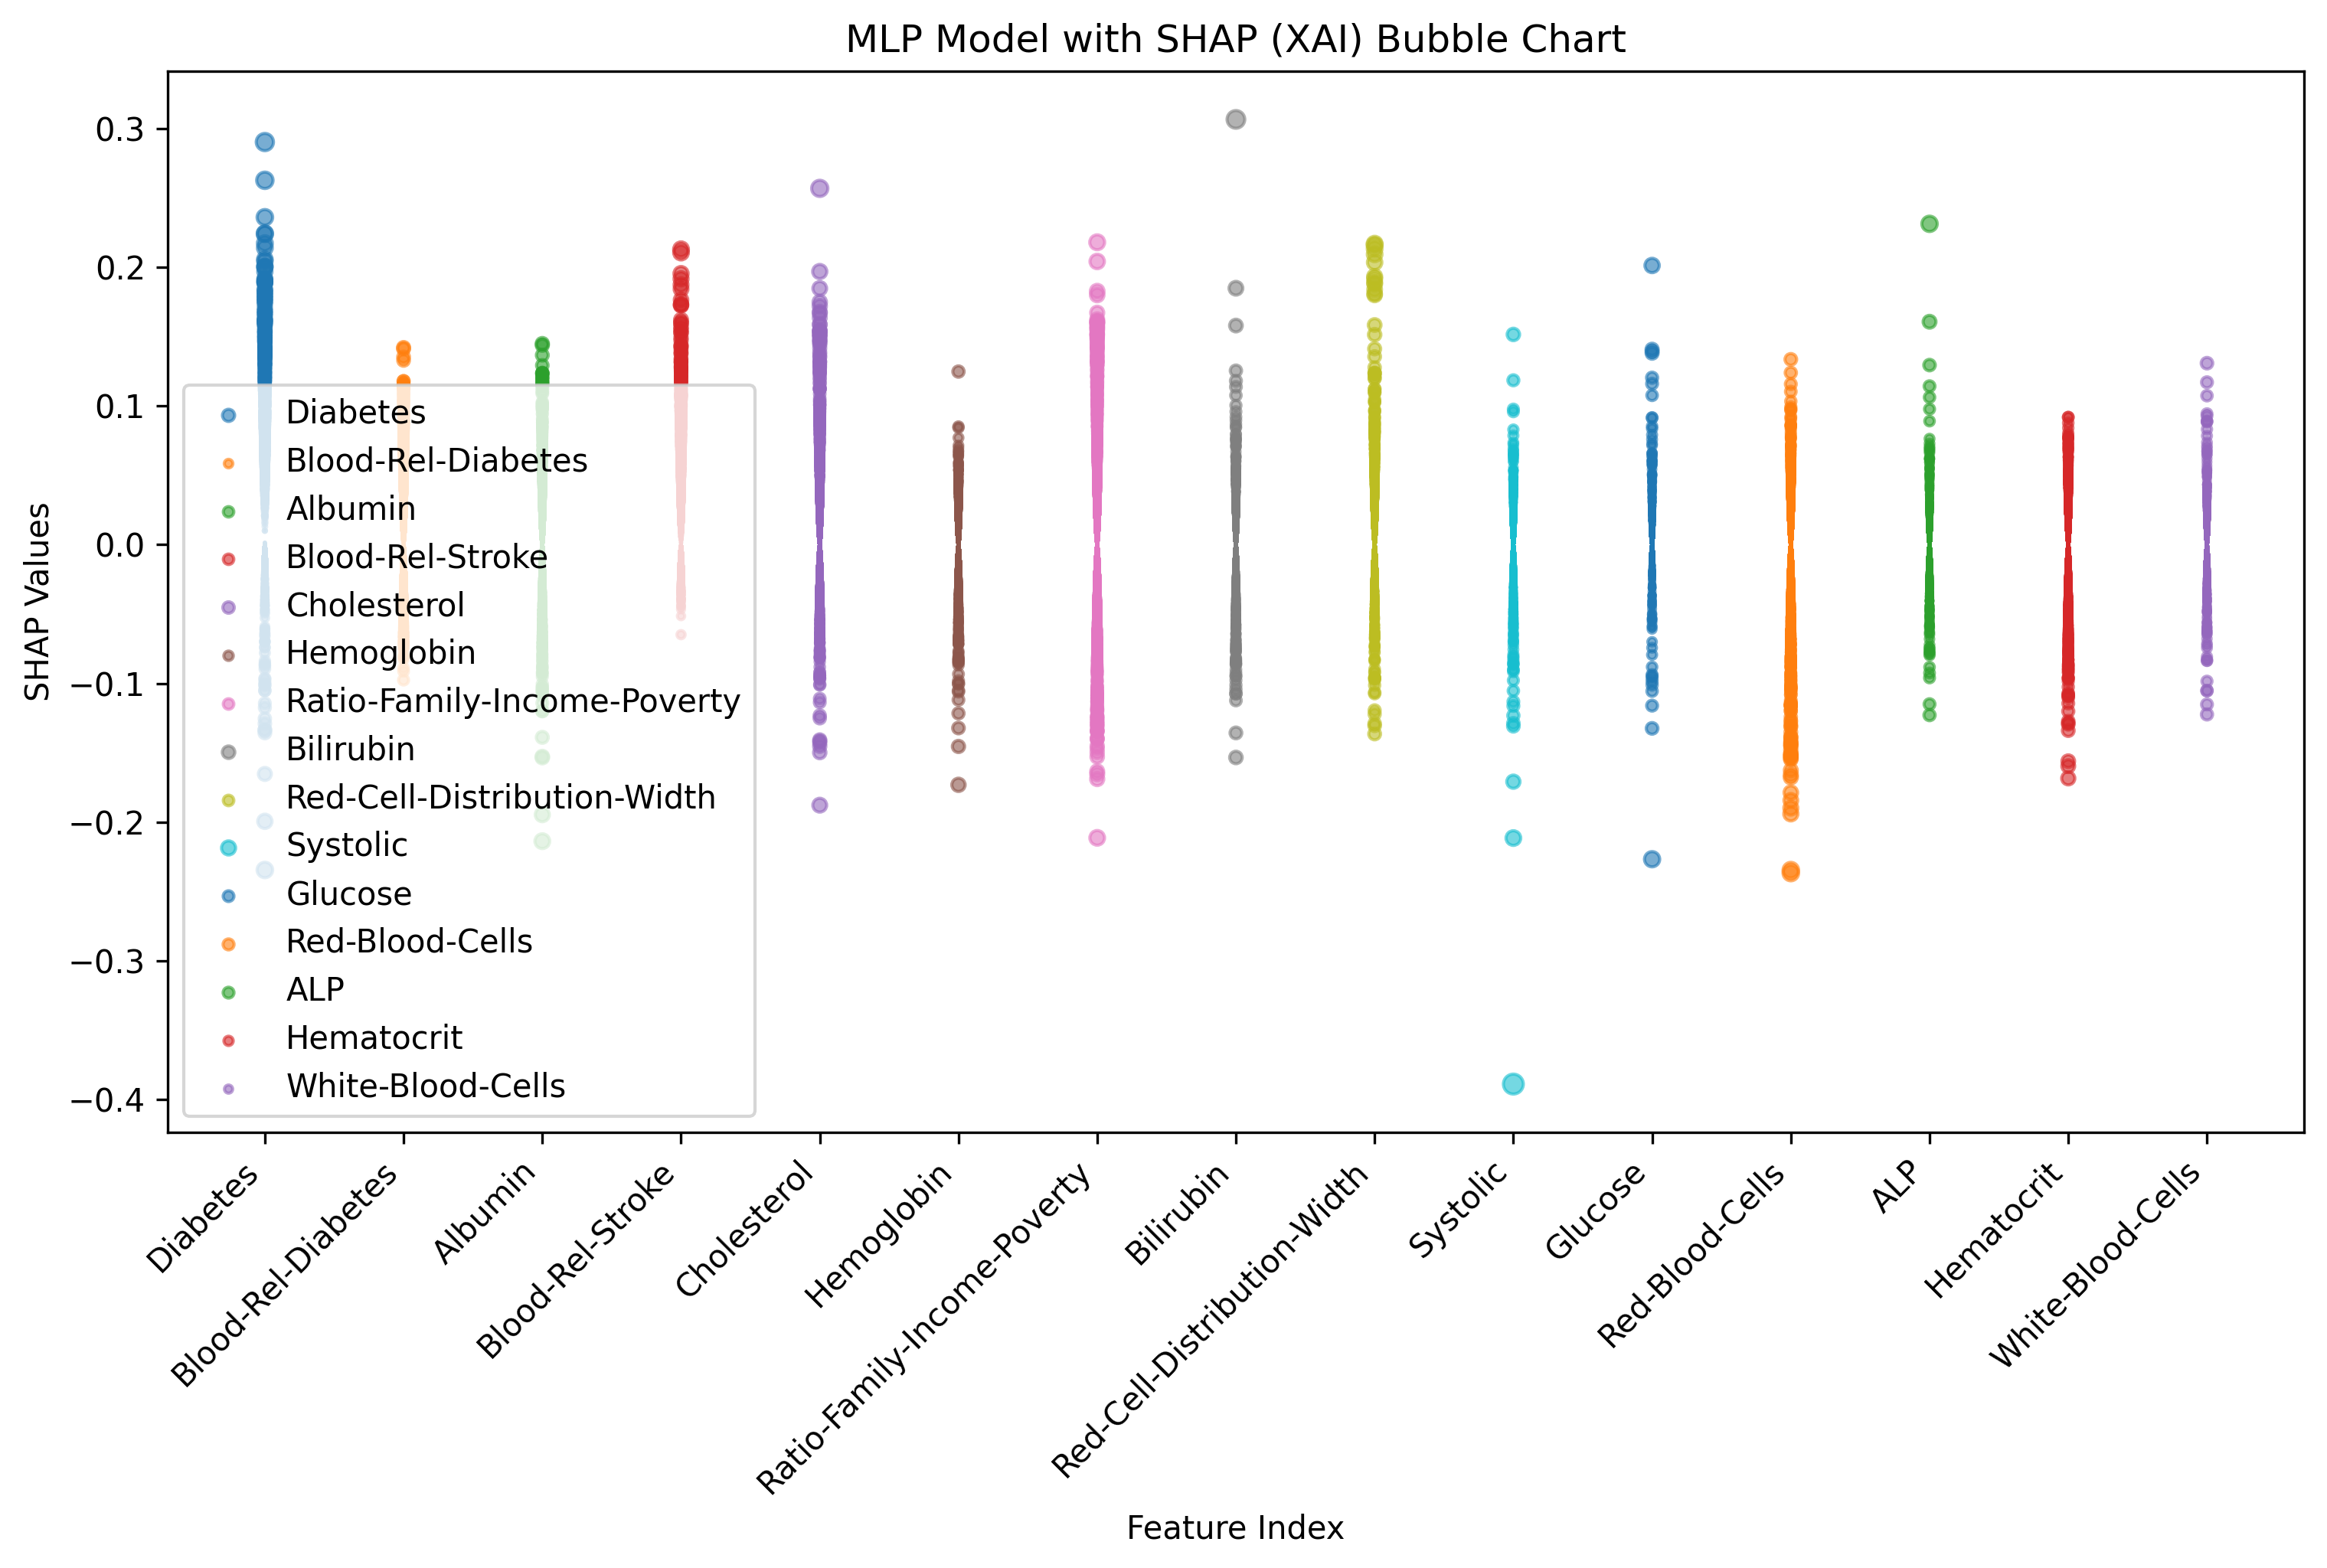 MLP Model with SHAP (XAI) Bubble Chart
SHAP Values
0.3
0.2
0.1
0.0
−0.1
−0.2
−0.3
−0.4
Diabetes
Blood-Rel-Diabetes
Albumin
Blood-Rel-Stroke
Cholesterol
Hemoglobin
Ratio-Family-Income-Poverty
Bilirubin
Red-Cell-Distribution-Width
Systolic
Glucose
Red-Blood-Cells
ALP
Hematocrit
White-Blood-Cells
Diabetes
Blood-Rel-Diabetes
Albumin
Blood-Rel-Stroke
Cholesterol
Hemoglobin
Ratio-Family-Income-Poverty
Bilirubin
Red-Cell-Distribution-Width
Systolic
Glucose
Red-Blood-Cells
ALP
Hematocrit
White-Blood-Cells
Feature Index